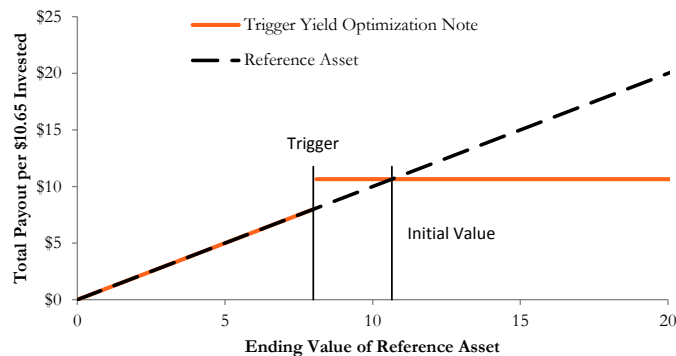 $25
$20
$15
$10
$5
$0
Total Payout per $10.65 Invested
Trigger Yield Optimization Note
Reference Asset
Trigger
Initial Value
0
5
10
15
20
Ending Value of Reference Asset